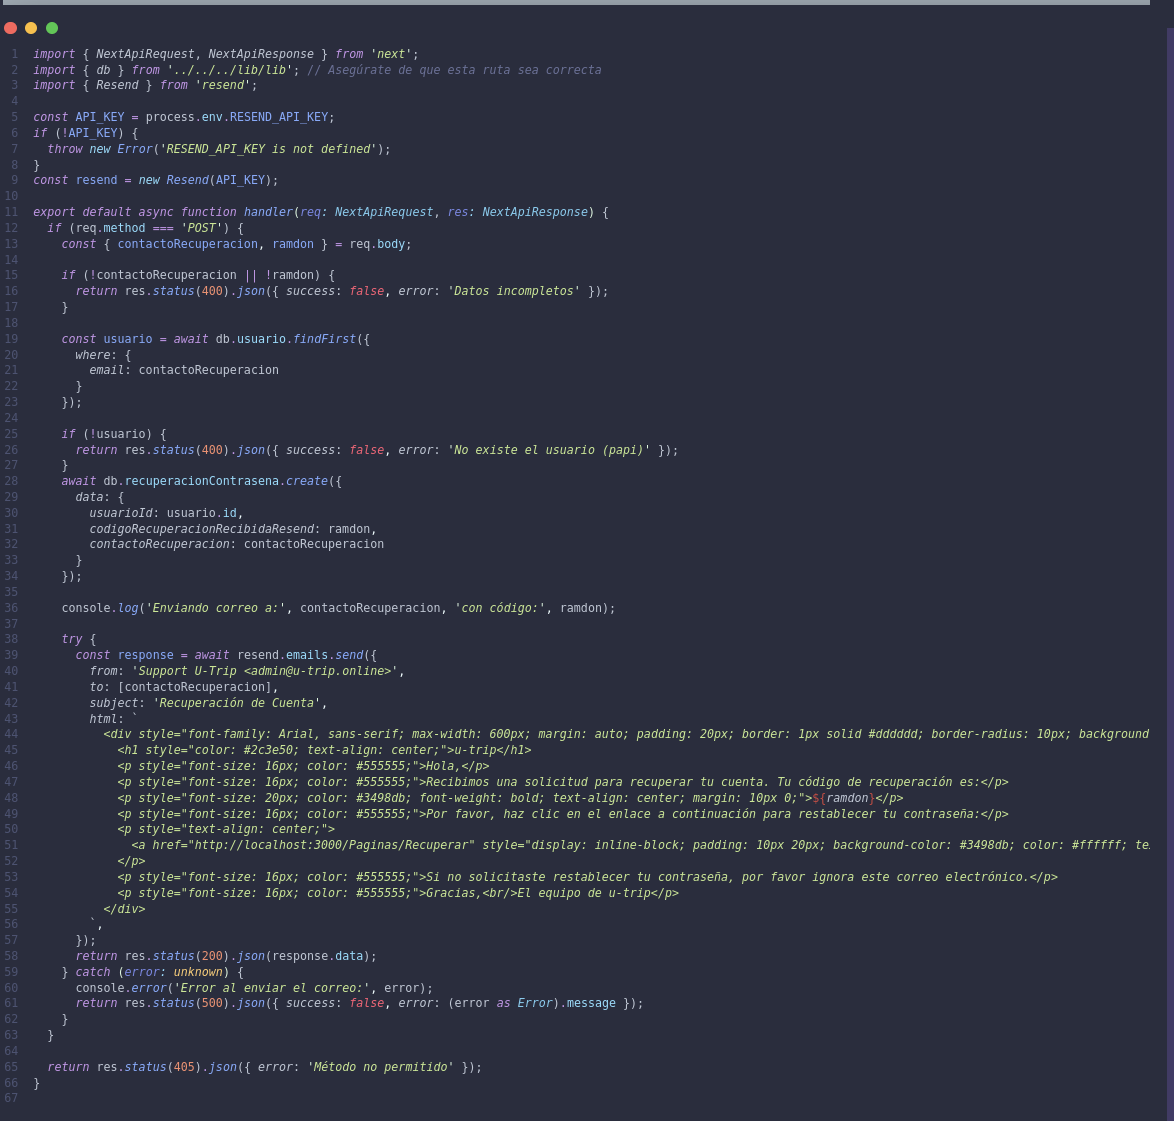 1 import { NextApiRequest, NextApiResponse } from 'next';
2 import { db } from '../../../lib/lib'; // Asegúrate de que esta ruta sea correcta
3 import { Resend } from 'resend';
4
5 const API_KEY = process.env.RESEND_API_KEY;
6 if (!API_KEY) {
7   throw new Error('RESEND_API_KEY is not defined');
8 }
9 const resend = new Resend(API_KEY);
10
11 export default async function handler(req: NextApiRequest, res: NextApiResponse) {
12   if (req.method === 'POST') {
13     const { contactoRecuperacion, ramdon } = req.body;
14
15     if (!contactoRecuperacion || !ramdon) {
16       return res.status(400).json({ success: false, error: 'Datos incompletos' });
17     }
18
19     const usuario = await db.usuario.findFirst({
20       where: {
21         email: contactoRecuperacion
22       }
23     });
24
25     if (!usuario) {
26       return res.status(400).json({ success: false, error: 'No existe el usuario (papi)' });
27     }
28     await db.recuperacionContrasena.create({
29       data: {
30         usuarioId: usuario.id,
31         codigoRecuperacionRecibidaResend: ramdon,
32         contactoRecuperacion: contactoRecuperacion
33       }
34     });
35
36     console.log('Enviando correo a:', contactoRecuperacion, 'con código:', ramdon);
37
38     try {
39       const response = await resend.emails.send({
40         from: 'Support U-Trip <admin@u-trip.online>',
41         to: [contactoRecuperacion],
42         subject: 'Recuperación de Cuenta',
43         html: `
44           <div style="font-family: Arial, sans-serif; max-width: 600px; margin: auto; padding: 20px; border: 1px solid #dddddd; border-radius: 10px; background
45             <h1 style="color: #2c3e50; text-align: center;">u-trip</h1>
46             <p style="font-size: 16px; color: #555555;">Hola,</p>
47             <p style="font-size: 16px; color: #555555;">Recibimos una solicitud para recuperar tu cuenta. Tu código de recuperación es:</p>
48             <p style="font-size: 20px; color: #3498db; font-weight: bold; text-align: center; margin: 10px 0;">${ramdon}</p>
49             <p style="font-size: 16px; color: #555555;">Por favor, haz clic en el enlace a continuación para restablecer tu contraseña:</p>
50             <p style="text-align: center;">
51               <a href="http://localhost:3000/Paginas/Recuperar" style="display: inline-block; padding: 10px 20px; background-color: #3498db; color: #ffffff;
52             </p>
53             <p style="font-size: 16px; color: #555555;">Si no solicitaste restablecer tu contraseña, por favor ignora este correo electrónico.</p>
54             <p style="font-size: 16px; color: #555555;">Gracias,<br/>El equipo de u-trip</p>
55           </div>
56         `,
57       });
58       return res.status(200).json(response.data);
59     } catch (error: unknown) {
60       console.error('Error al enviar el correo:', error);
61       return res.status(500).json({ success: false, error: (error as Error).message });
62     }
63   }
64
65   return res.status(405).json({ error: 'Método no permitido' });
66 }
67